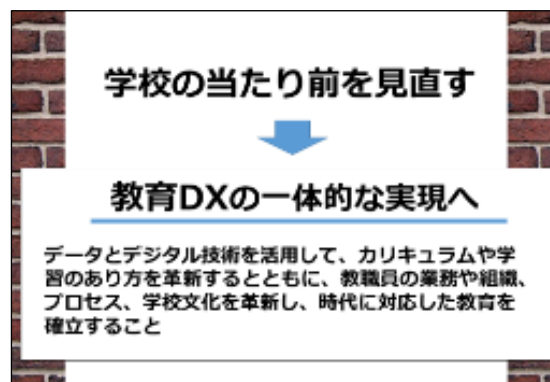 学校の当たり前を見直す
教育DXの一体的な実現へ
データとデジタル技術を活用して、カリキュラムや学
習のあり方を革新するとともに、教職員の業務や組織、
プロセス、学校文化を革新し、時代に対応した教育を
確立すること